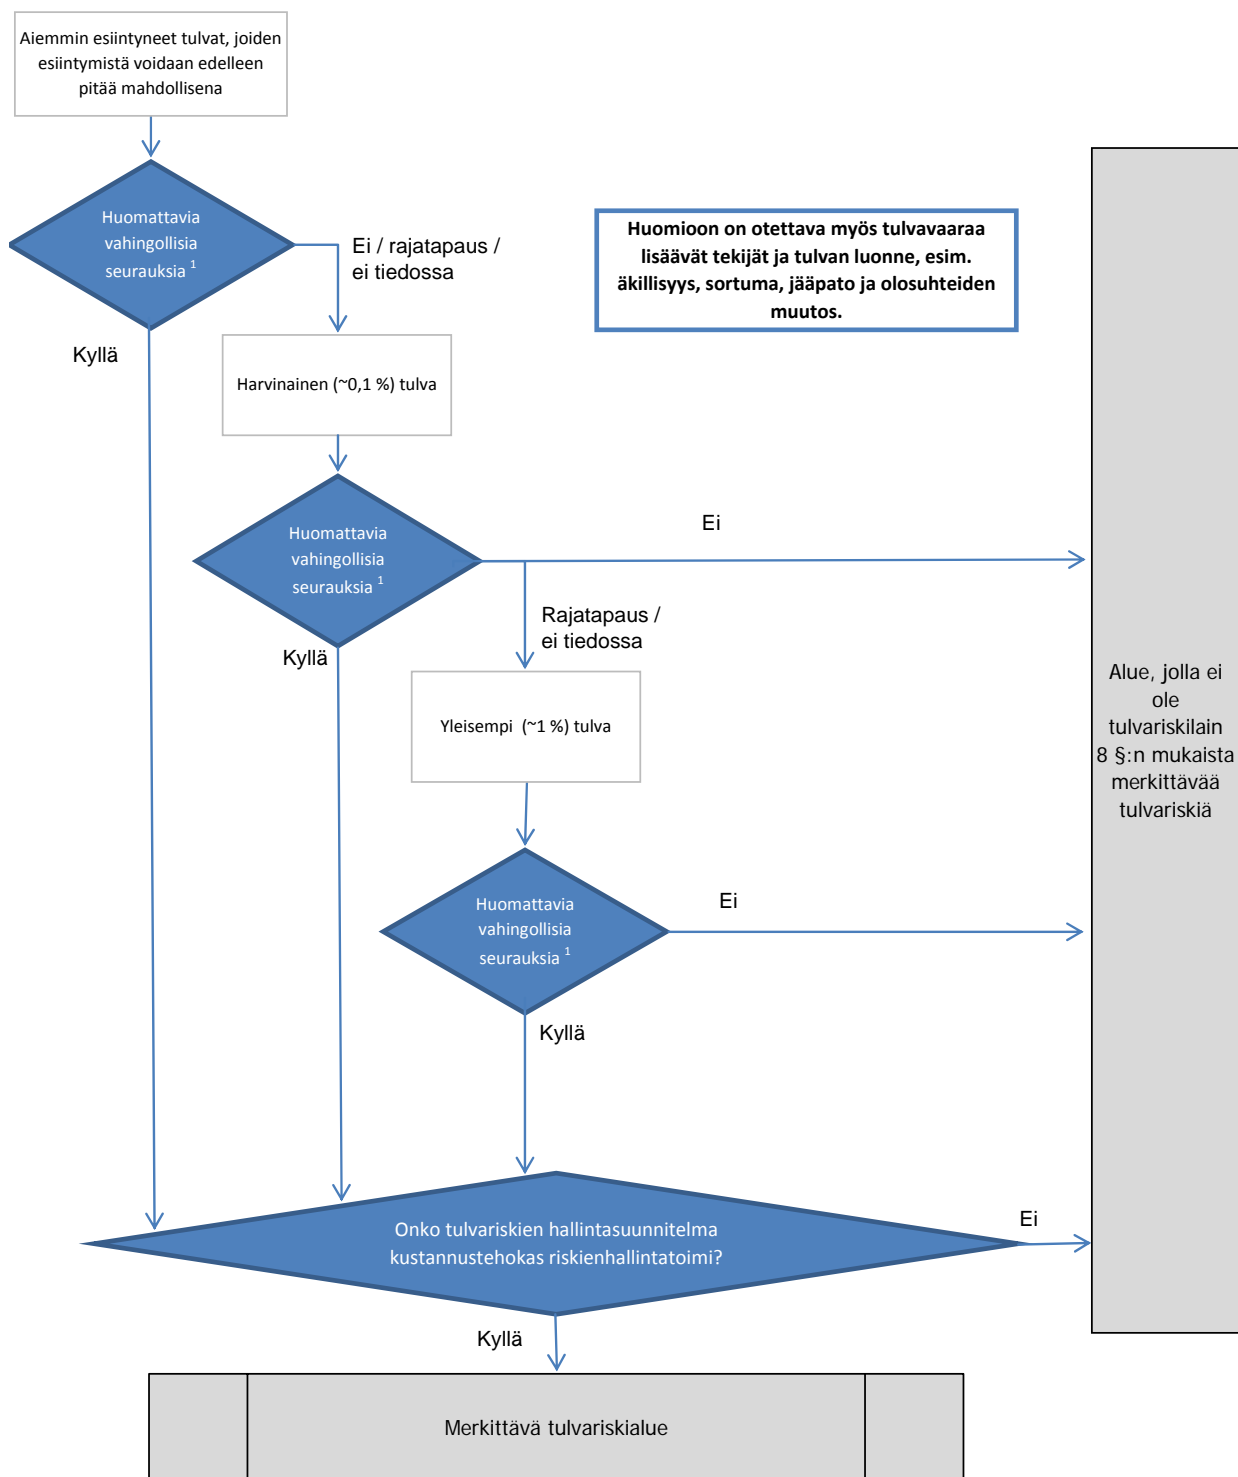 Aiemmin esiintyneet tulvat, joiden
esiintymistä voidaan edelleen
pitää mahdollisena
Huomattavia
vahingollisia
seurauksia ¹
Ei / rajatapaus /
ei tiedossa
Kyllä
Huomioon on otettava myös tulvavaaraa
lisäävät tekijät ja tulvan luonne, esim.
äkillisyys, sortuma, jääpato ja olosuhteiden
muutos.
Harvinainen (~0,1 %) tulva
Huomattavia
vahingollisia
seurauksia ¹
Ei
Rajatapaus /
ei tiedossa
Kyllä
Yleisempi (~1 %) tulva
Alue, jolla ei
ole
tulvariskilain
8 §:n mukaista
merkittävää
tulvariskiä
Huomattavia
vahingollisia
seurauksia ¹
Ei
Kyllä
Onko tulvariskien hallintasuunnitelma
kustannustehokas riskienhallintatoimi?
Ei
Kyllä
Merkittävä tulvariskialue